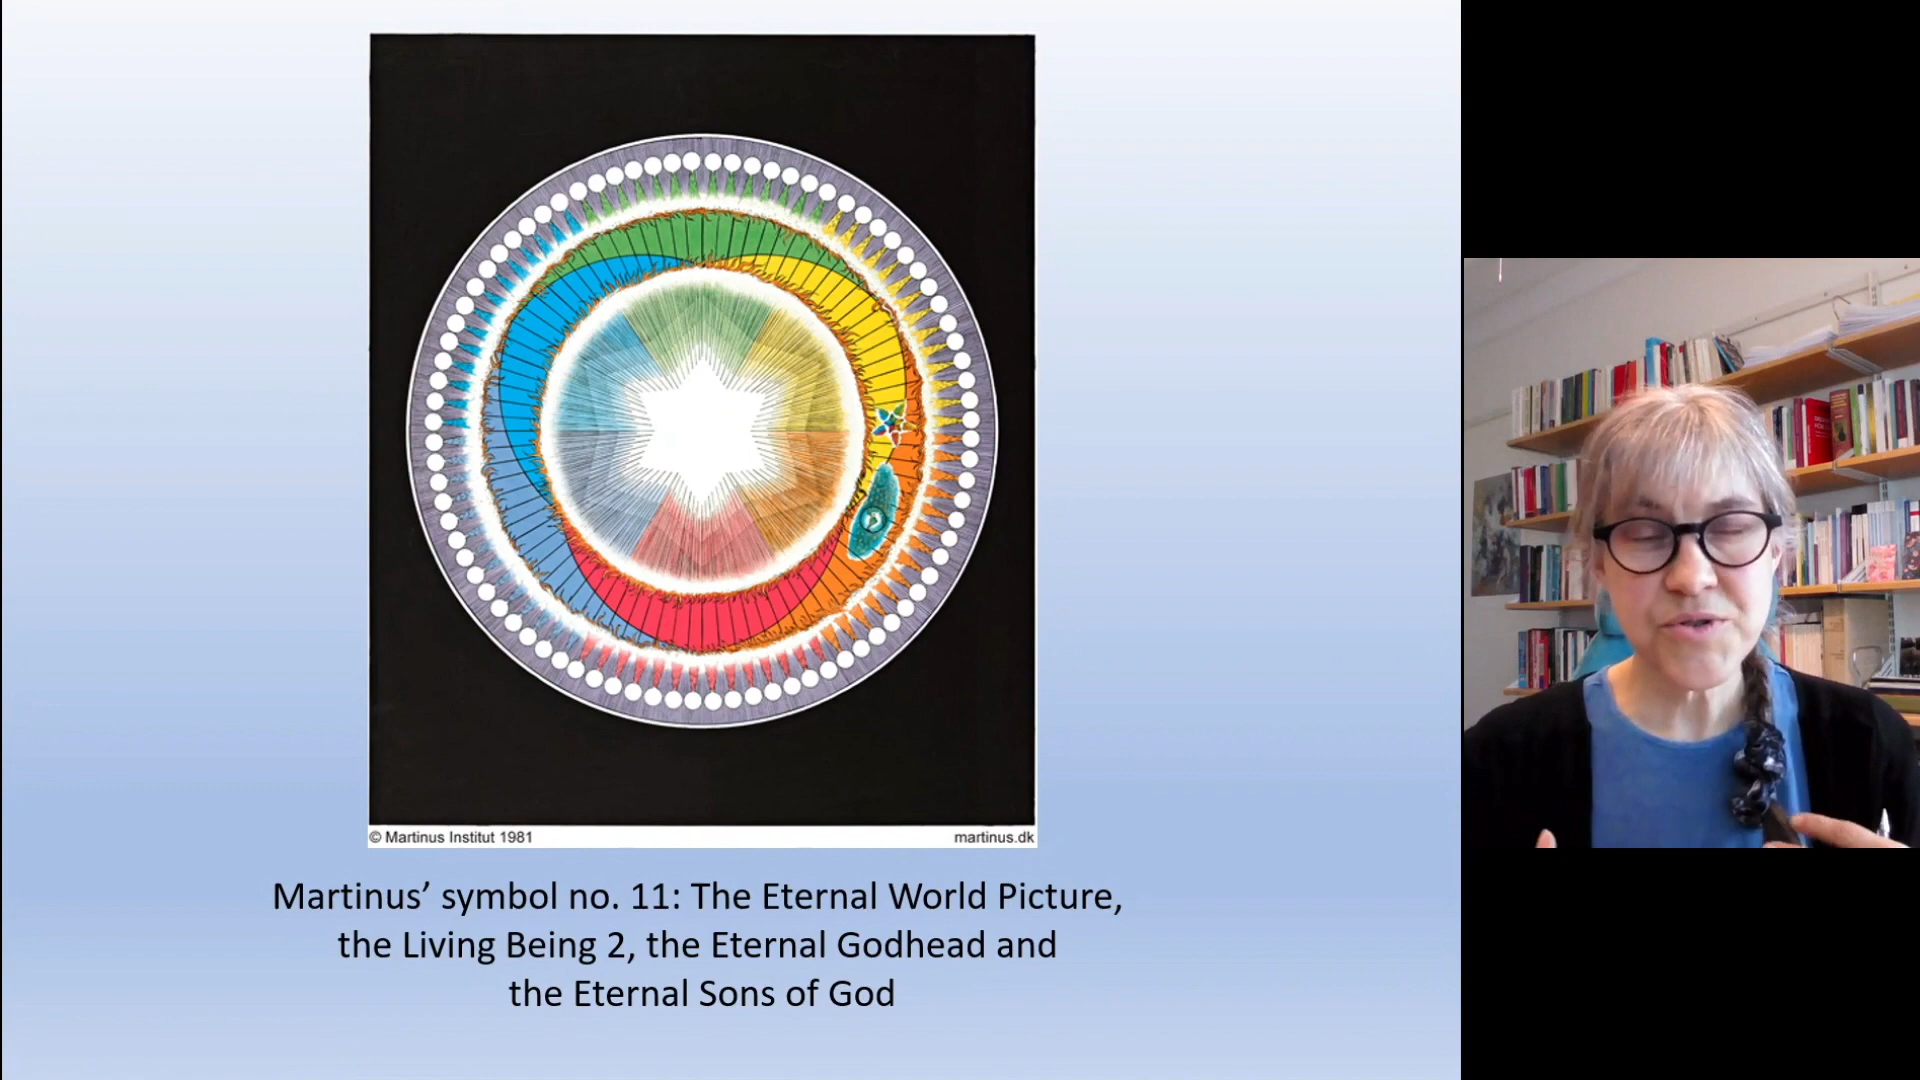 © Martinus Institut 1981
martinus.dk
Martinus’ symbol no. 11: The Eternal World Picture,
the Living Being 2, the Eternal Godhead and
the Eternal Sons of God